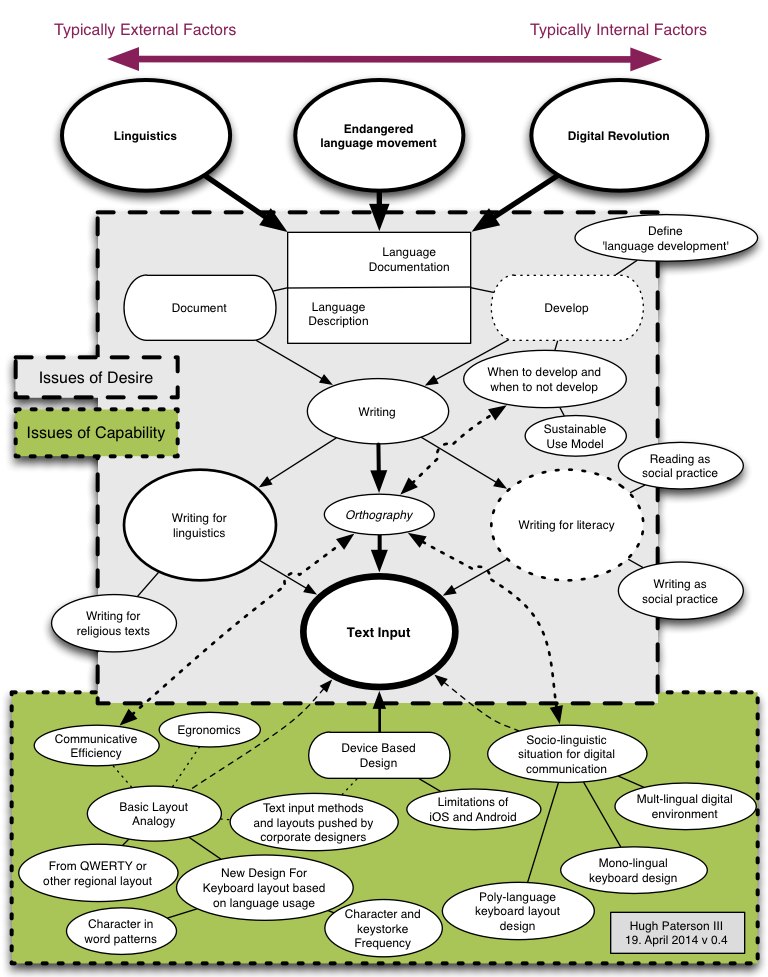 Typically External Factors
Typically Internal Factors
Linguistics
Endangered
language movement
Digital Revolution
Define
'language development'
Language
Documentation
Document
Language
Description
Develop
Issues of Desire
Issues of Capability
When to develop and
when to not develop
Writing
Sustainable
Use Model
Reading as
social practice
Writing for
linguistics
Orthography
Writing for literacy
Writing as
social practice
Writing for
religious texts
Text Input
Communicative
Efficiency
Egronomics
Device Based
Design
Socio-linguistic
situation for digital
communication
Basic Layout
Analogy
Text input methods
and layouts pushed by
corporate designers
Limitations of
iOS and Android
Mult-lingual digital
environment
From QWERTY or
other regional layout
New Design For
Keyboard layout based
on language usage
Mono-lingual
keyboard design
Character in
word patterns
Character and
keystorke
Frequency
Poly-language
keyboard layout
design
Hugh Paterson III
19. April 2014 v 0.4